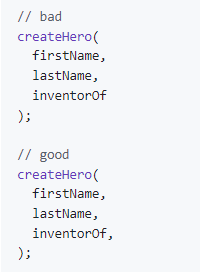 // bad
createHero(
  firstName,
  lastName,
  inventorOf
);

// good
createHero(
  firstName,
  lastName,
  inventorOf,
);